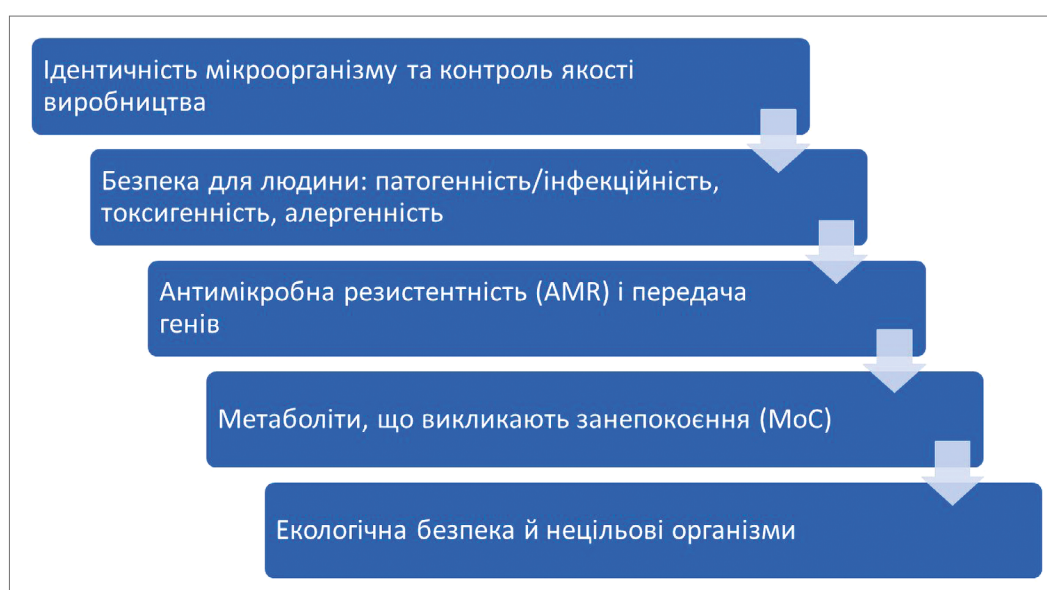 Ідентичність мікроорганізму та контроль якості
виробництва
Безпека для людини: патогенність/інфекційність,
токсигенність, алергенність
Антимікробна резистентність (AMR) і передача
генів
Метаболіти, що викликають занепокоєння (MoC)
Екологічна безпека й нецільові організми